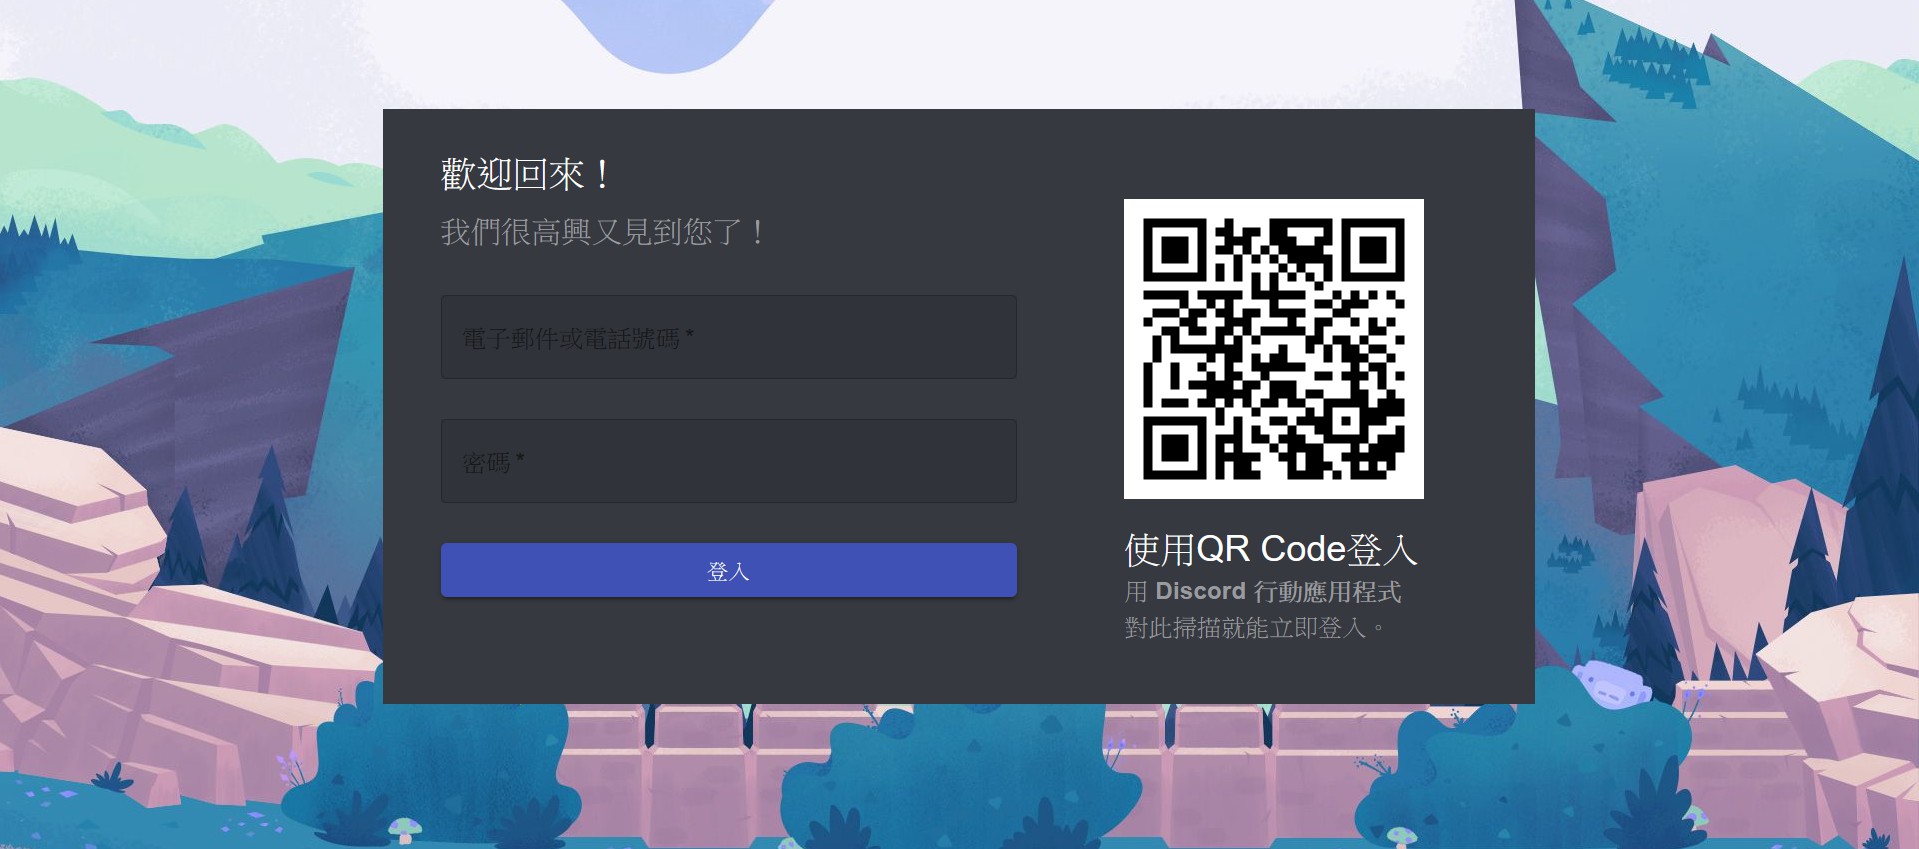 歡迎回來！
我們很高興又見到您了！
電子郵件或電話號碼 *
密碼 *
登入
使用QR Code登入
用 Discord 行動應用程式
對此掃描就能立即登入。